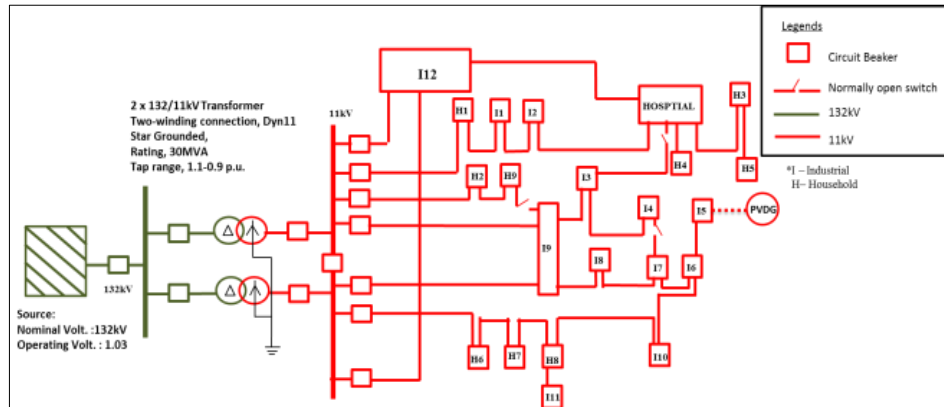 Legends
Circuit Beaker
Normally open switch
132kV
11kV
*I – Industrial
H– Household
2 x 132/11kV Transformer
Two-winding connection, Dyn11
Star Grounded,
Rating, 30MVA
Tap range, 1.1-0.9 p.u.
11kV
132kV
Source:
Nominal Volt. :132kV
Operating Volt. : 1.03
I12
H1
I1
I2
HOSPTIAL
H3
H4
H5
H2
H9
I3
I4
I5
PVDG
I9
I8
I7
I6
H6
H7
H8
I10
I11